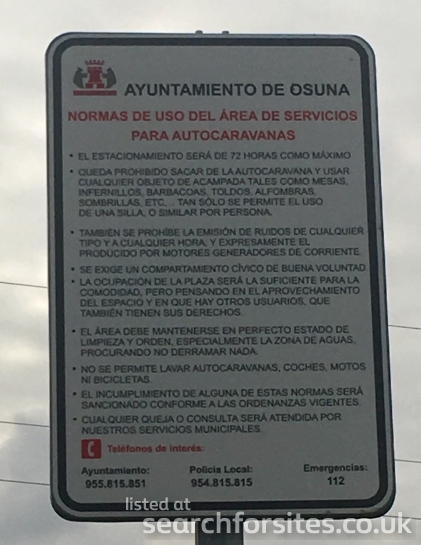 AYUNTAMIENTO DE OSUNA
NORMAS DE USO DEL ÁREA DE SERVICIOS
PARA AUTOCARAVANAS
• EL ESTACIONAMIENTO SERÁ DE 72 HORAS COMO MÁXIMO
• QUEDA PROHIBIDO SACAR DE LA AUTOCARAVANA Y USAR
CUALQUIER OBJETO DE ACAMPADA TALES COMO MESAS,
INFERNILLOS, BARBACOAS, TOLDOS, ALFOMBRAS,
SOMBRILLAS, ETC,.. TAN SÓLO SE PERMITE EL USO
DE UNA SILLA, O SIMILAR POR PERSONA.
• TAMBIÉN SE PROHÍBE LA EMISIÓN DE RUIDOS DE CUALQUIER
TIPO Y A CUALQUIER HORA, Y EXPRESAMENTE EL
PRODUCIDO POR MOTORES GENERADORES DE CORRIENTE.
• SE EXIGE UN COMPARTAMIENTO CÍVICO DE BUENA VOLUNTAD.
• LA OCUPACIÓN DE LA PLAZA SERÁ LA SUFICIENTE PARA LA
COMODIDAD, PERO PENSANDO EN EL APROVECHAMIENTO
DEL ESPACIO Y EN QUE HAY OTROS USUARIOS, QUE
TAMBIÉN TIENEN SUS DERECHOS.
• EL ÁREA DEBE MANTENERSE EN PERFECTO ESTADO DE
LIMPIEZA Y ORDEN, ESPECIALMENTE LA ZONA DE AGUAS,
PROCURANDO NO DERRAMAR NADA.
• NO SE PERMITE LAVAR AUTOCARAVANAS, COCHES, MOTOS
NI BICICLETAS.
• EL INCUMPLIMIENTO DE ALGUNA DE ESTAS NORMAS SERÁ
SANCIONADO CONFORME A LAS ORDENANZAS VIGENTES.
• CUALQUIER QUEJA O CONSULTA SERÁ ATENDIDA POR
NUESTROS SERVICIOS MUNICIPALES.
Teléfonos de interés:
Ayuntamiento: Policía Local: Emergencias:
955.815.851 954.815.815 112
listed at
searchforsites.co.uk